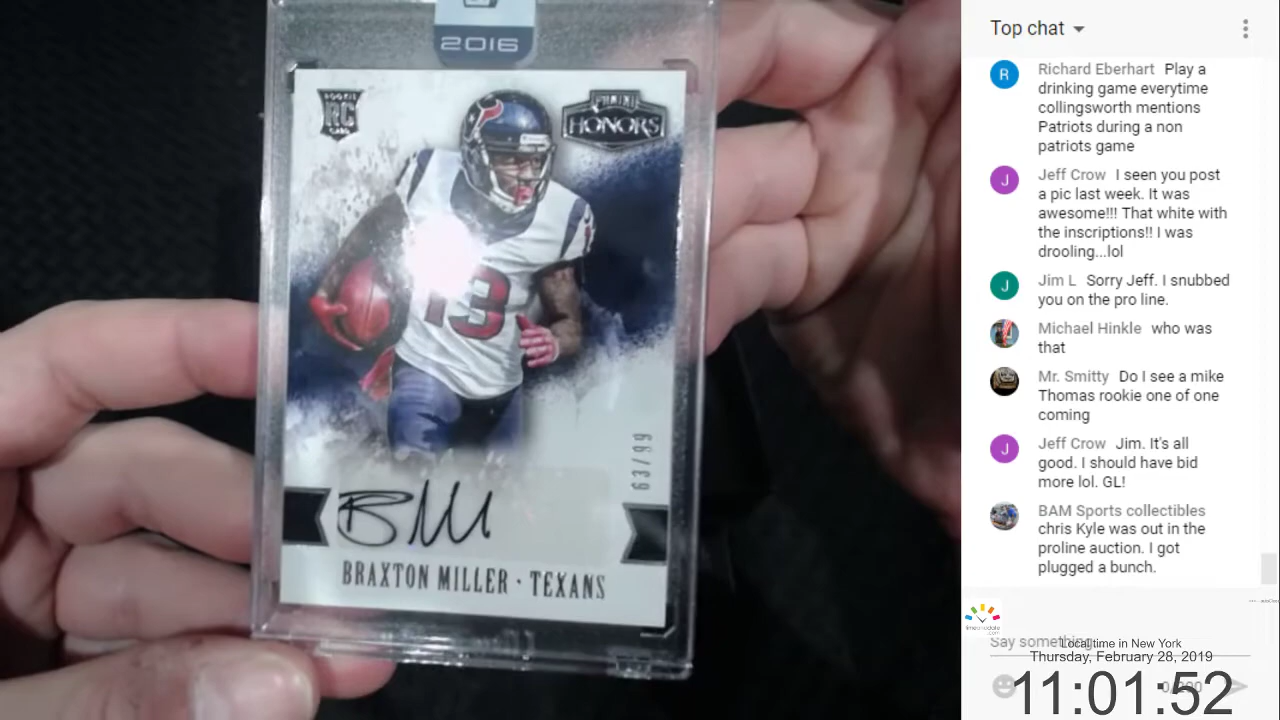 2016
ROOKIE
RC
CARD
PANINI
HONORS
13
63/99
BRAXTON MILLER · TEXANS
Top chat
R
Richard Eberhart Play a
drinking game everytime
collingsworth mentions
Patriots during a non
patriots game
J
Jeff Crow I seen you post
a pic last week. It was
awesome!!! That white with
the inscriptions!! I was
drooling...lol
J
Jim L Sorry Jeff. I snubbed
you on the pro line.
Michael Hinkle who was
that
Mr. Smitty Do I see a mike
Thomas rookie one of one
coming
J
Jeff Crow Jim. It's all
good. I should have bid
more lol. GL!
BAM Sports collectibles
chris Kyle was out in the
proline auction. I got
plugged a bunch.
Say something...
Local time in New York
Thursday, February 28, 2019
0/200
11:01:52